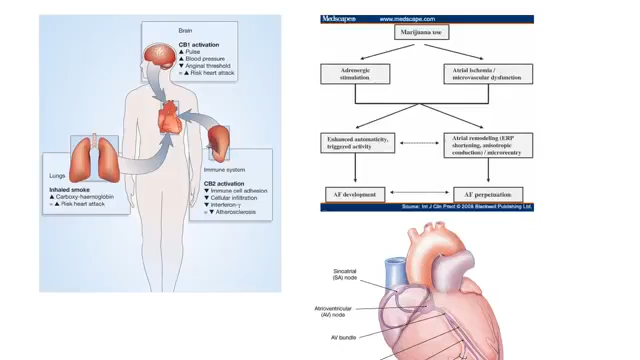 Brain
CB1 activation
▲ Pulse
▲ Blood pressure
▼ Anginal threshold
= ▲ Risk heart attack
Lungs
Inhaled smoke
▲ Carboxy-haemoglobin
= ▲ Risk heart attack
Immune system
CB2 activation
▼ Immune cell adhesion
▼ Cellular infiltration
▼ Interferon-γ
= ▼ Atherosclerosis
Medscape® www.medscape.com
Marijuana use
Adrenergic
stimulation
Atrial Ischemia /
microvascular dysfunction
Enhanced automaticity,
triggered activity
Atrial remodeling (ERP
shortening, anisotropic
conduction) / microreentry
AF development
AF perpetuation
Source: Int J Clin Pract © 2008 Blackwell Publishing Ltd.
Sinoatrial
(SA) node
Atrioventricular
(AV) node
AV bundle